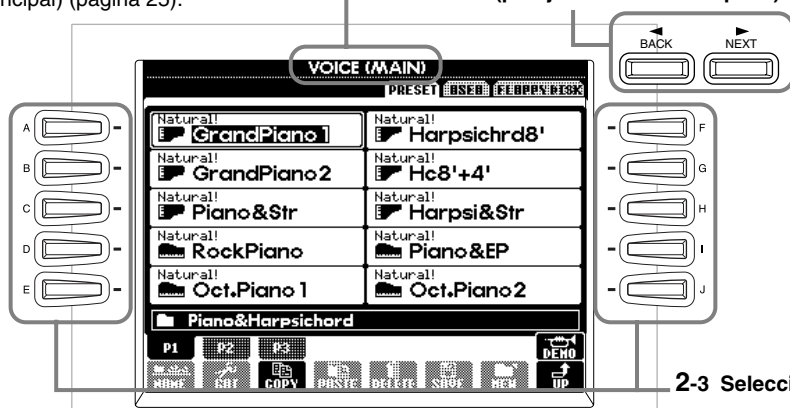 ncipal) (página 25).
BACK
NEXT
VOICE (MAIN)
PRESET USER FLOPPY DISK
A
B
C
D
E
Natural!
GrandPiano 1
Natural!
GrandPiano 2
Natural!
Piano&Str
Natural!
RockPiano
Natural!
Oct.Piano 1
Natural!
Harpsichrd8'
Natural!
Hc8'+4'
Natural!
Harpsi&Str
Natural!
Piano&EP
Natural!
Oct.Piano 2
F
G
H
I
J
Piano&Harpsichord
P1 P2 P3
DEMO
NAME CUT COPY PASTE DELETE SAVE NEW UP
2-3 Selecci